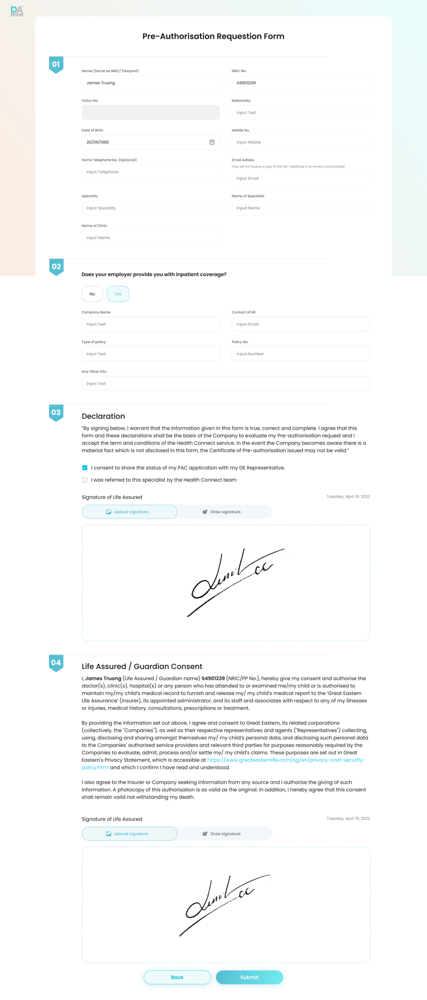 DA+
DOCTOR
Pre-Authorisation Requestion Form
01
Name (Same as NRIC/ Passport)
NRIC No.
James Truong
S4901239I
Policy No.
Nationality
Input Text
Date of Birth
Mobile No.
20/09/1988
Input Mobile
Home Telephone No. (Optional)
Email Adress
(You will not receive a copy of the PAC Certificate if an email is not provided)
Input Telephone
Input Email
Specialty
Name of Specialist
Input Specialty
Input Name
Name of Clinic
Input Name
02
Does your employer provide you with inpatient coverage?
No
Yes
Company Name
Contact of HR
Input Text
Input Email
Type of policy
Policy No.
Input Text
Input Number
Any Other Info
Input Text
03
Declaration
“By signing below, I warrant that the information given in this form is true, correct and complete. I agree that this
form and these declarations shall be the basis of the Company to evaluate my Pre-authorisation request and I
accept the term and conditions of the Health Connect service. In the event the Company becomes aware there is a
material fact which is not disclosed in this form, the Certificate of Pre-authorisation issued may not be valid.”
I consent to share the status of my PAC application with my GE Representative.
I was referred to this specialist by the Health Connect team
Signature of Life Assured
Tuesday, April 19, 2022
Upload signature
Draw signature
04
Life Assured / Guardian Consent
I, James Truong (Life Assured / Guardian name) S4901239 (NRIC/PP No.), hereby give my consent and authorise the
doctor(s), clinic(s), hospital(s) or any person who has attended to or examined me/my child or is authorised to
maintain my/my child’s medical record to furnish and release my/ my child’s medical report to the ‘Great Eastern
Life Assurance’ (Insurer), its appointed administrator, and its staff and associates with respect to any of my illnesses
or injuries, medical history, consultations, prescriptions or treatment.
By providing the information set out above, I agree and consent to Great Eastern, its related corporations
(collectively, the "Companies"), as well as their respective representatives and agents ("Representatives") collecting,
using, disclosing and sharing amongst themselves my/ my child’s personal data, and disclosing such personal data
to the Companies' authorised service providers and relevant third parties for purposes reasonably required by the
Companies to evaluate, admit, process and/or settle my/ my child’s claims. These purposes are set out in Great
Eastern's Privacy Statement, which is accessible at https://www.greateasternlife.com/sg/en/privacy-and-security-
policy.html and which I confirm I have read and understood.
I also agree to the Insurer or Company seeking information from any source and I authorise the giving of such
information. A photocopy of this authorisation is as valid as the original. In addition, I hereby agree that this consent
shall remain valid not withstanding my death.
Signature of Life Assured
Tuesday, April 19, 2022
Upload signature
Draw signature
Back
Submit